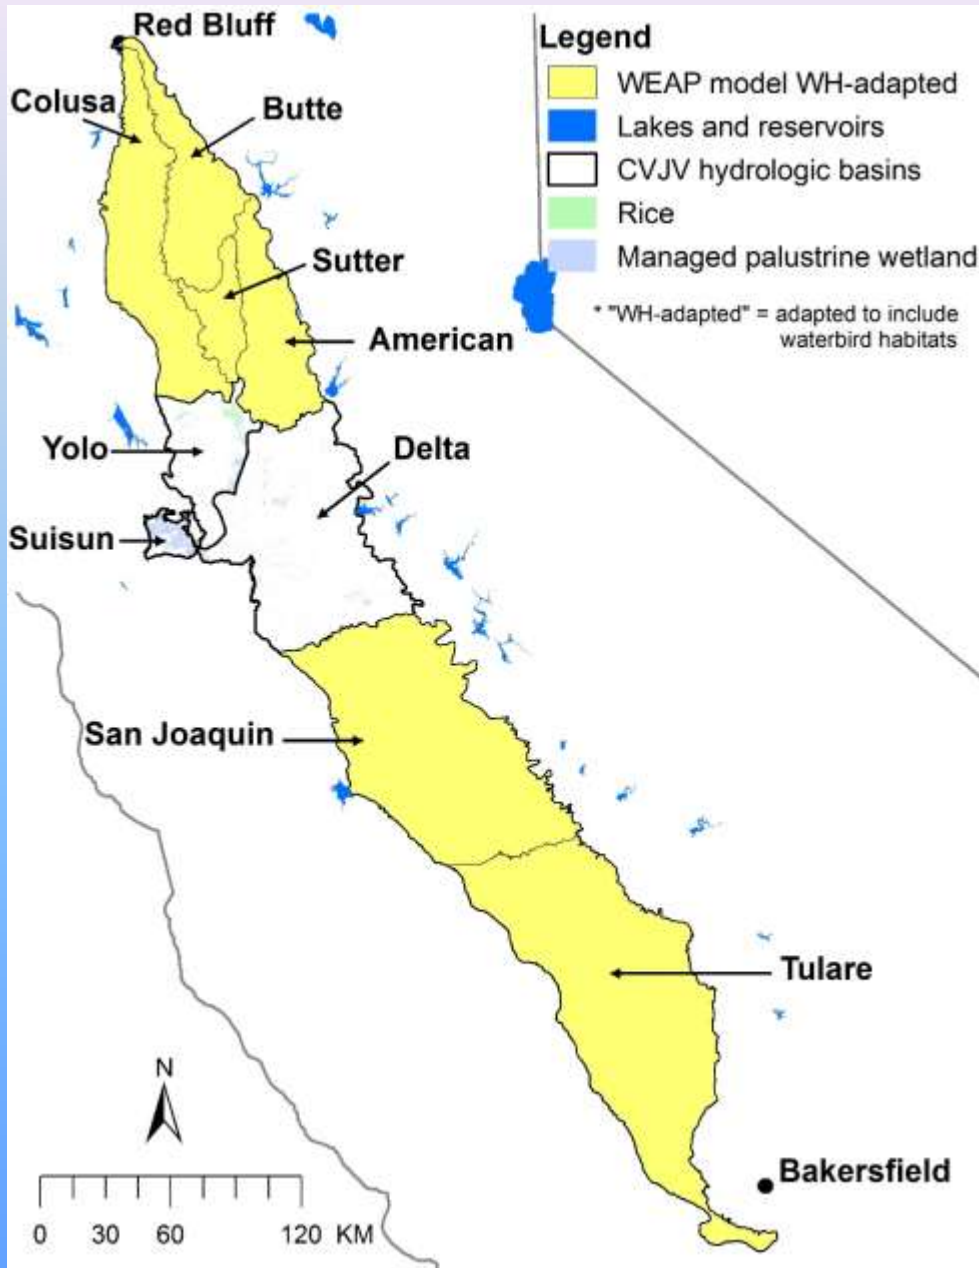 Red Bluff
Colusa
Butte
Sutter
American
Yolo
Delta
Suisun
San Joaquin
Tulare
Bakersfield
Legend
WEAP model WH-adapted
Lakes and reservoirs
CVJV hydrologic basins
Rice
Managed palustrine wetland
* "WH-adapted" = adapted to include
waterbird habitats
N
0 30 60 120 KM